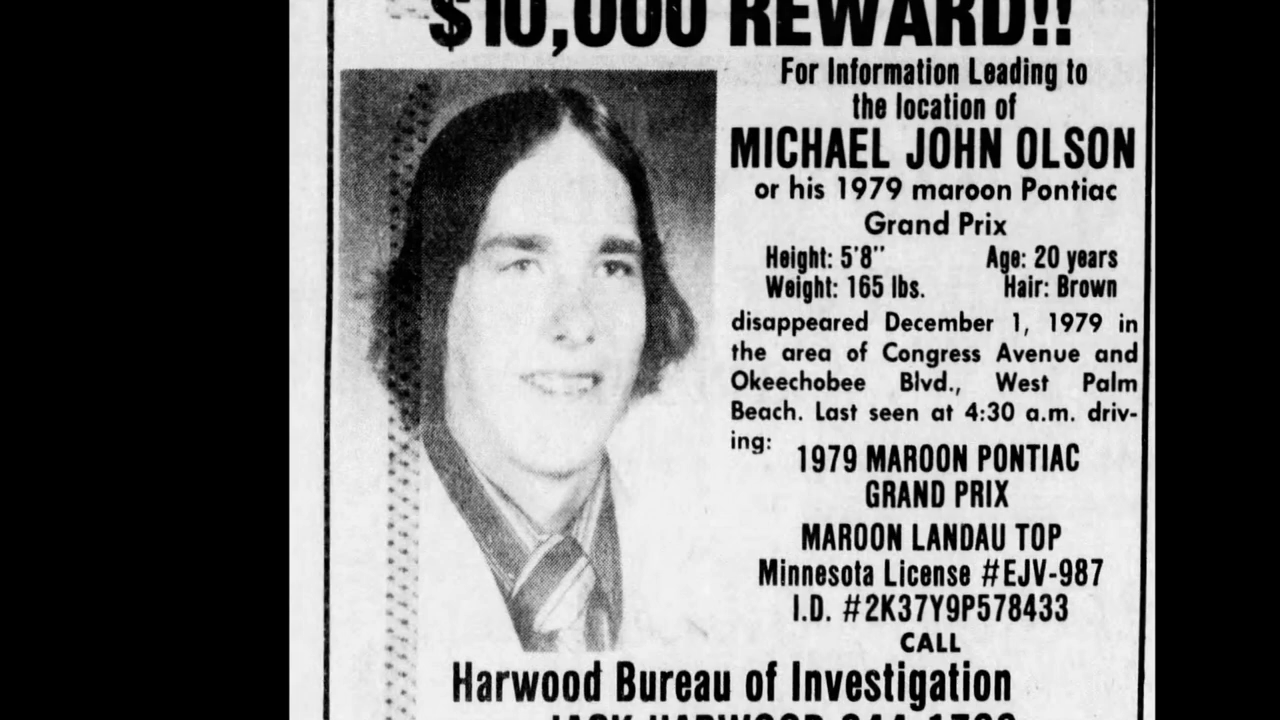 $10,000 REWARD!!
For Information Leading to
the location of
MICHAEL JOHN OLSON
or his 1979 maroon Pontiac
Grand Prix
Height: 5'8" Age: 20 years
Weight: 165 lbs. Hair: Brown
disappeared December 1, 1979 in
the area of Congress Avenue and
Okeechobee Blvd., West Palm
Beach. Last seen at 4:30 a.m. driv-
ing:
1979 MAROON PONTIAC
GRAND PRIX
MAROON LANDAU TOP
Minnesota License #EJV-987
I.D. #2K37Y9P578433
CALL
Harwood Bureau of Investigation
JACK HARWOOD